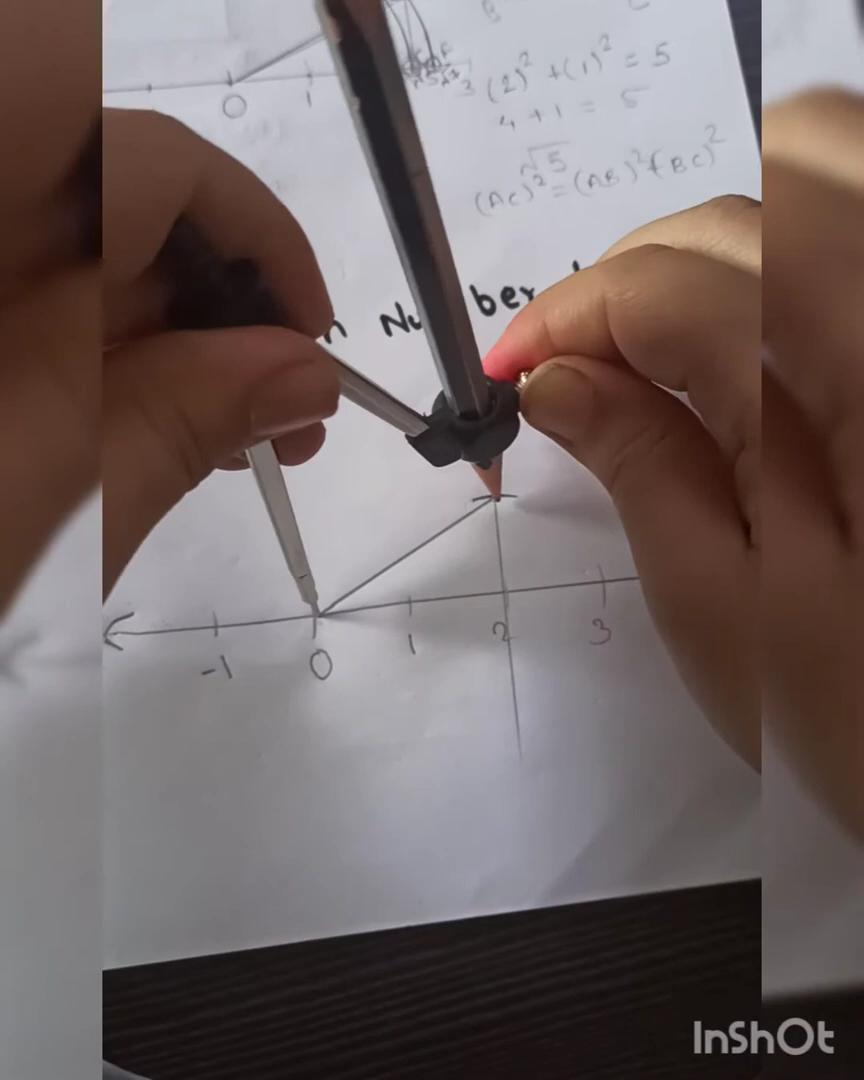 0 1 3
(2)² + (1)² = 5
4 + 1 = 5
√5
(AC)² = (AB)² + (BC)²
-1 0 1 2 3
InShOt